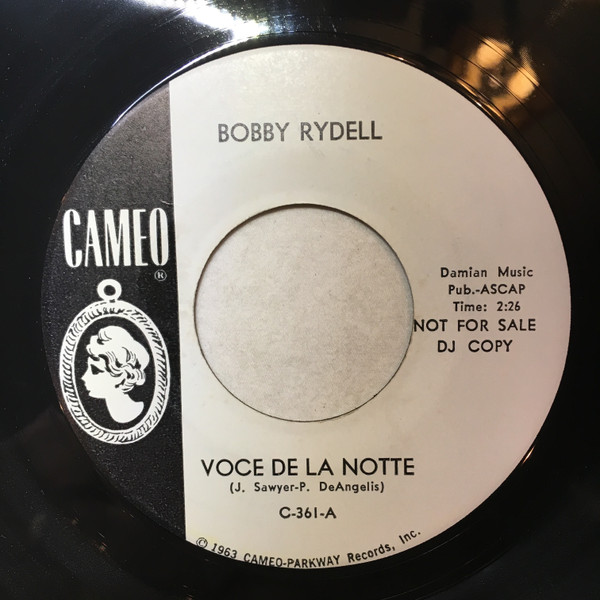 BOBBY RYDELL
CAMEO
®
Damian Music
Pub.-ASCAP
Time: 2:26
NOT FOR SALE
DJ COPY
VOCE DE LA NOTTE
(J. Sawyer-P. DeAngelis)
C-361-A
© 1963 CAMEO-PARKWAY Records, Inc.